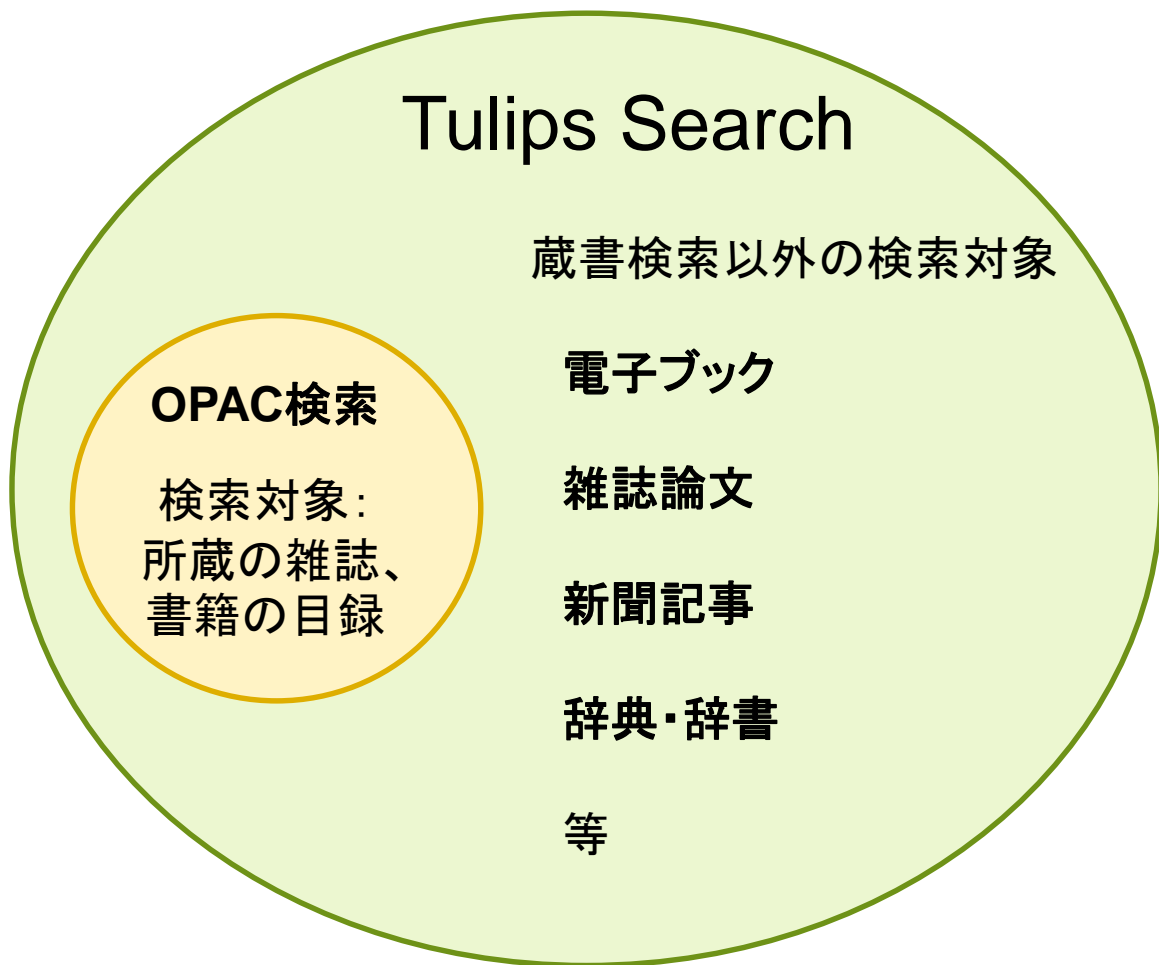 Tulips Search
蔵書検索以外の検索対象
電子ブック
雑誌論文
新聞記事
辞典・辞書
等
OPAC検索
検索対象：
所蔵の雑誌、
書籍の目録